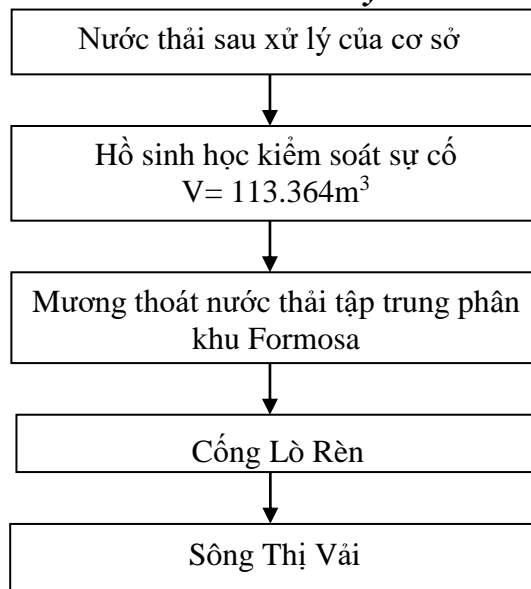 Nước thải sau xử lý của cơ sở
Hồ sinh học kiểm soát sự cố
V= 113.364m³
Mương thoát nước thải tập trung phân
khu Formosa
Cống Lò Rèn
Sông Thị Vải